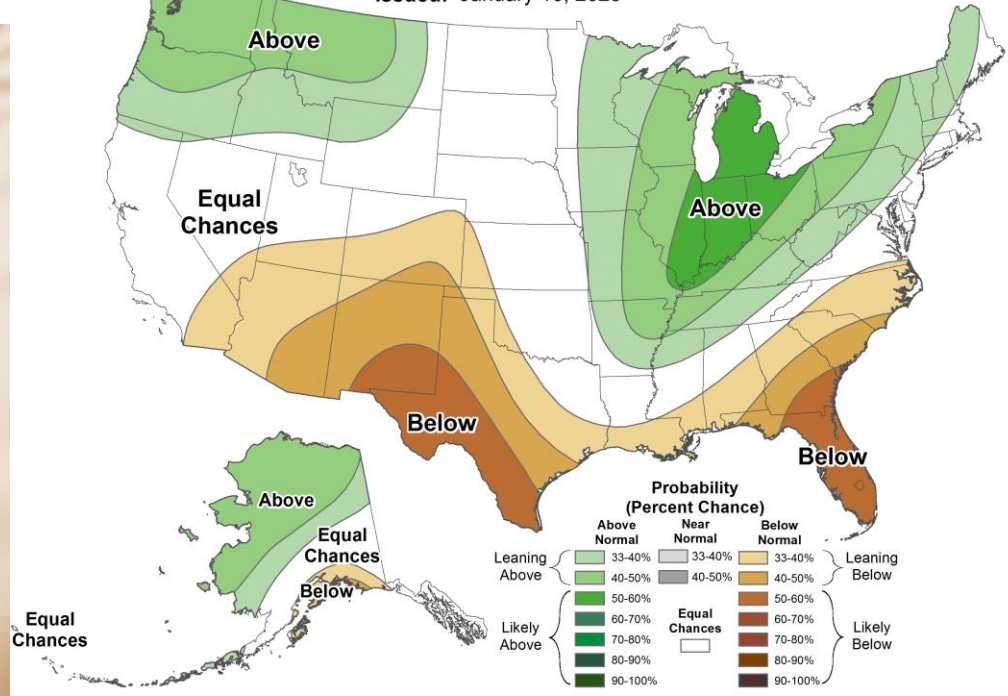 Above
Equal
Chances
Above
Below
Below
Above
Equal
Chances
Below
Equal
Chances
Probability
(Percent Chance)
Above
Normal
Near
Normal
Below
Normal
Leaning
Above
33-40%
33-40%
33-40%
Leaning
Below
40-50%
40-50%
40-50%
Likely
Above
50-60%
60-70%
70-80%
80-90%
90-100%
Equal
Chances
50-60%
60-70%
70-80%
80-90%
90-100%
Likely
Below